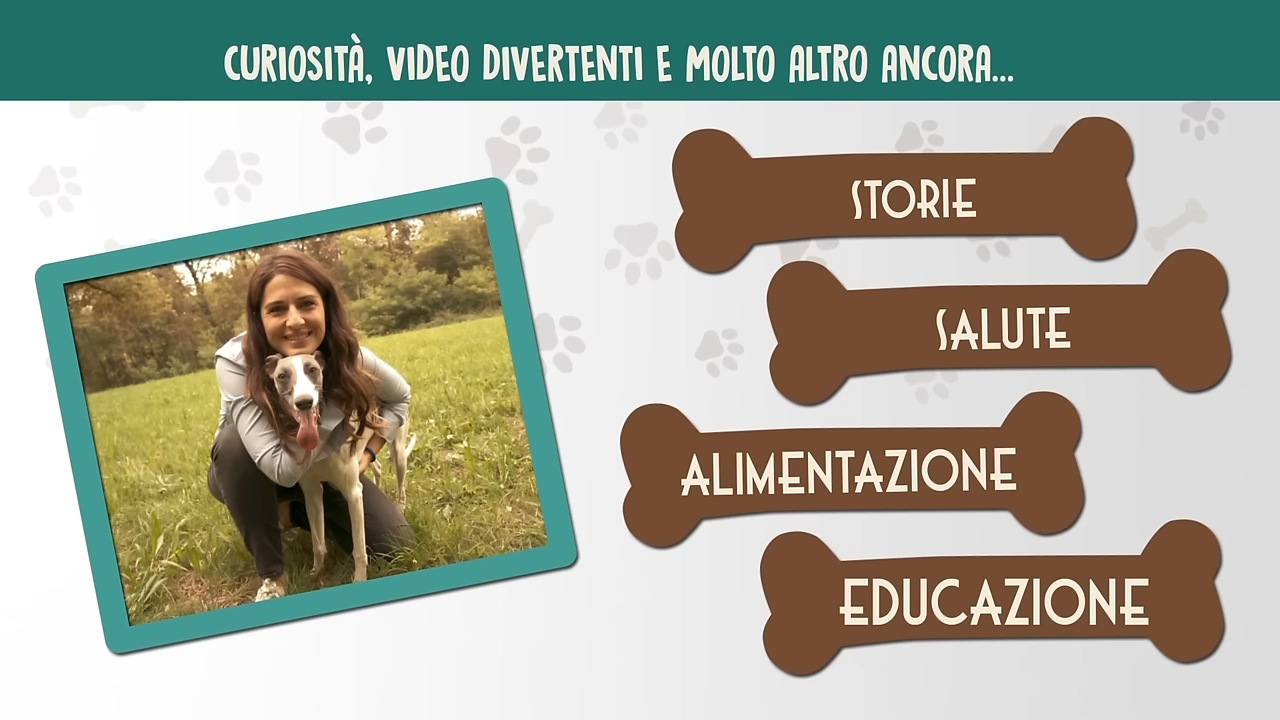 CURIOSITÀ, VIDEO DIVERTENTI E MOLTO ALTRO ANCORA...
STORIE
SALUTE
ALIMENTAZIONE
EDUCAZIONE